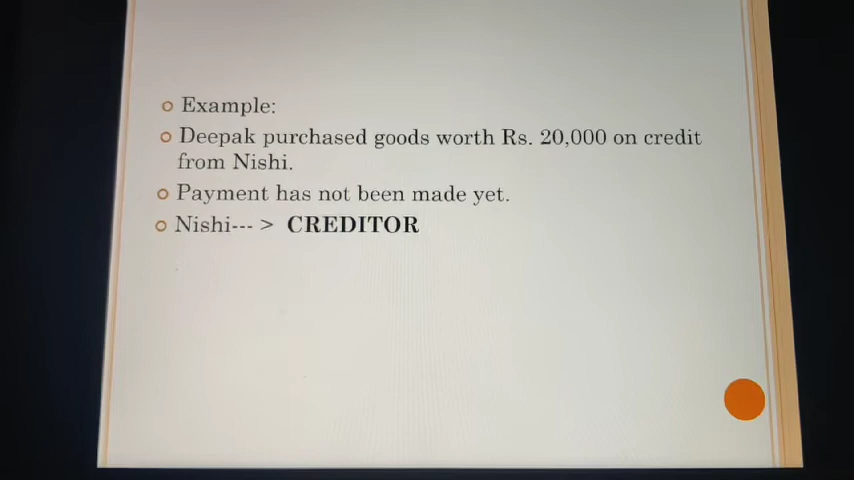 Example:
Deepak purchased goods worth Rs. 20,000 on credit
from Nishi.
Payment has not been made yet.
Nishi--- > CREDITOR